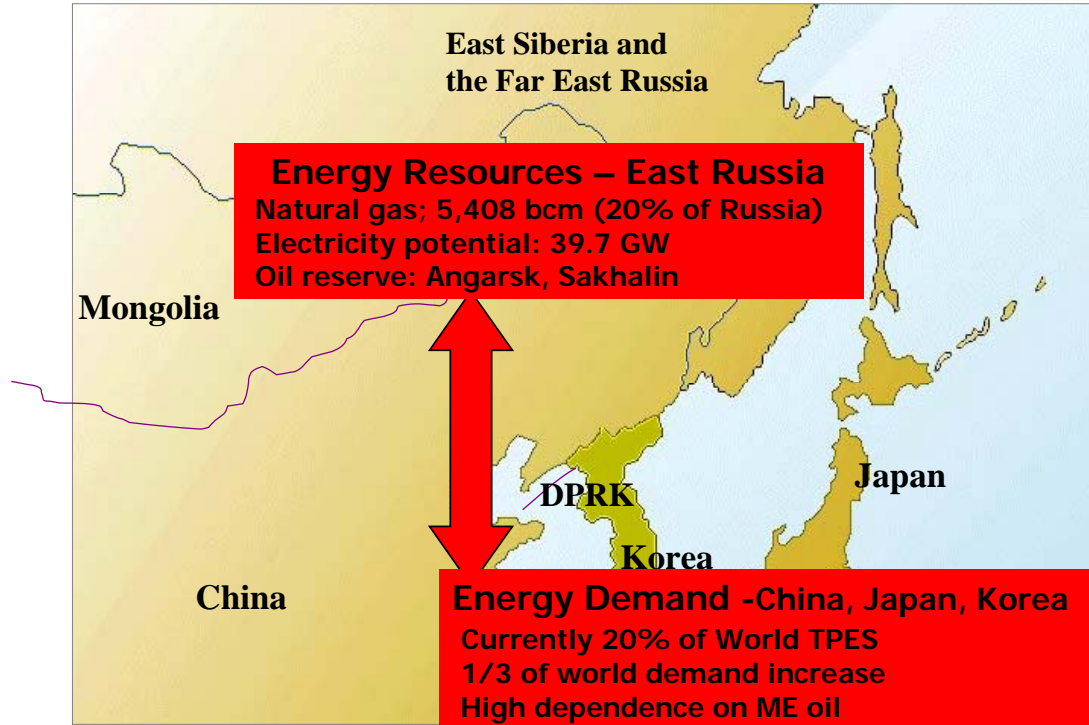 East Siberia and
the Far East Russia
Energy Resources – East Russia
Natural gas; 5,408 bcm (20% of Russia)
Electricity potential: 39.7 GW
Oil reserve: Angarsk, Sakhalin
Mongolia
Japan
DPRK
Korea
China
Energy Demand -China, Japan, Korea
Currently 20% of World TPES
1/3 of world demand increase
High dependence on ME oil